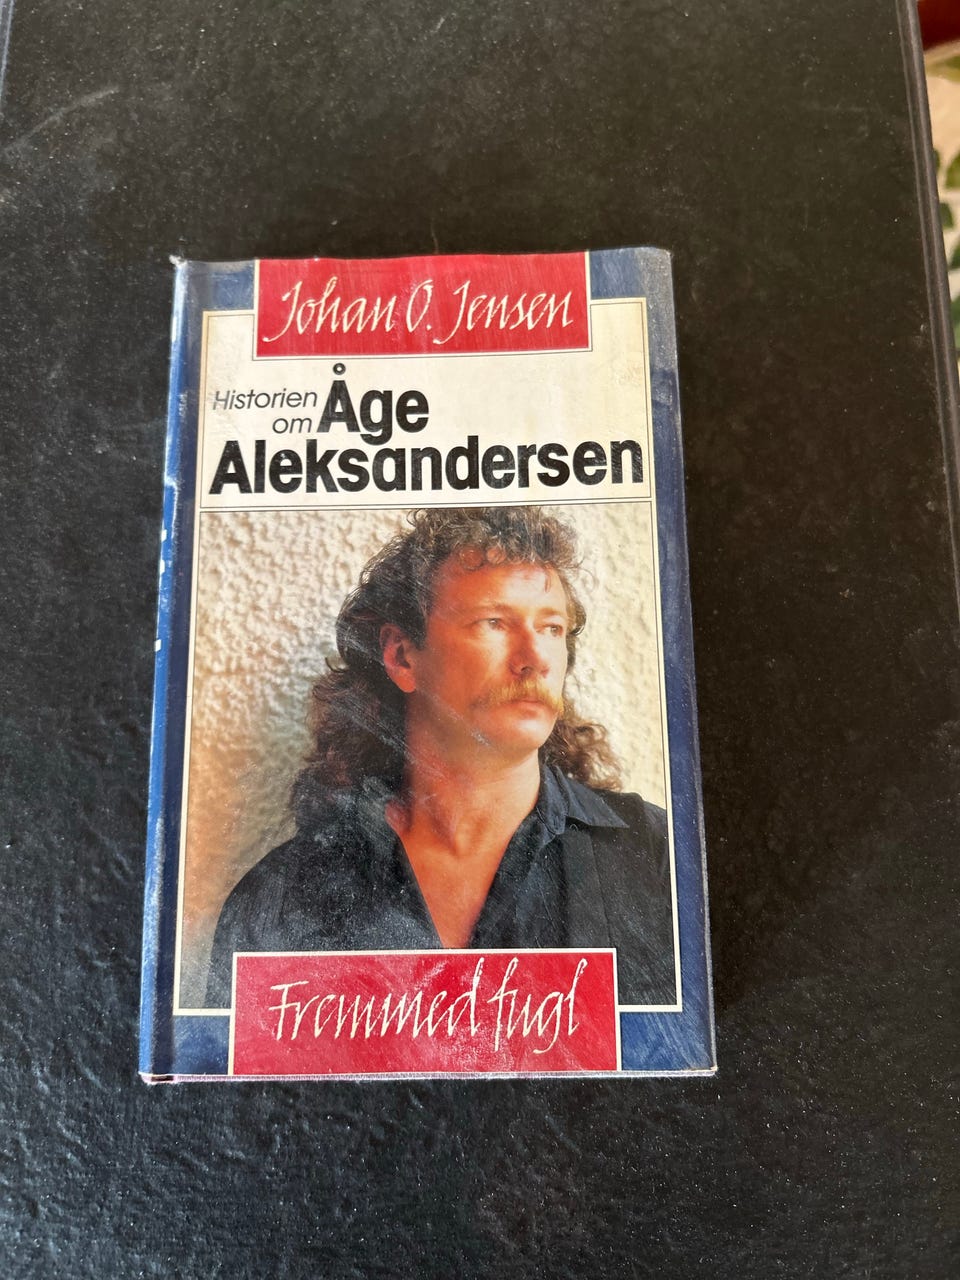 Johan O. Jensen
Historien
om Åge
Aleksandersen
Fremmed fugl